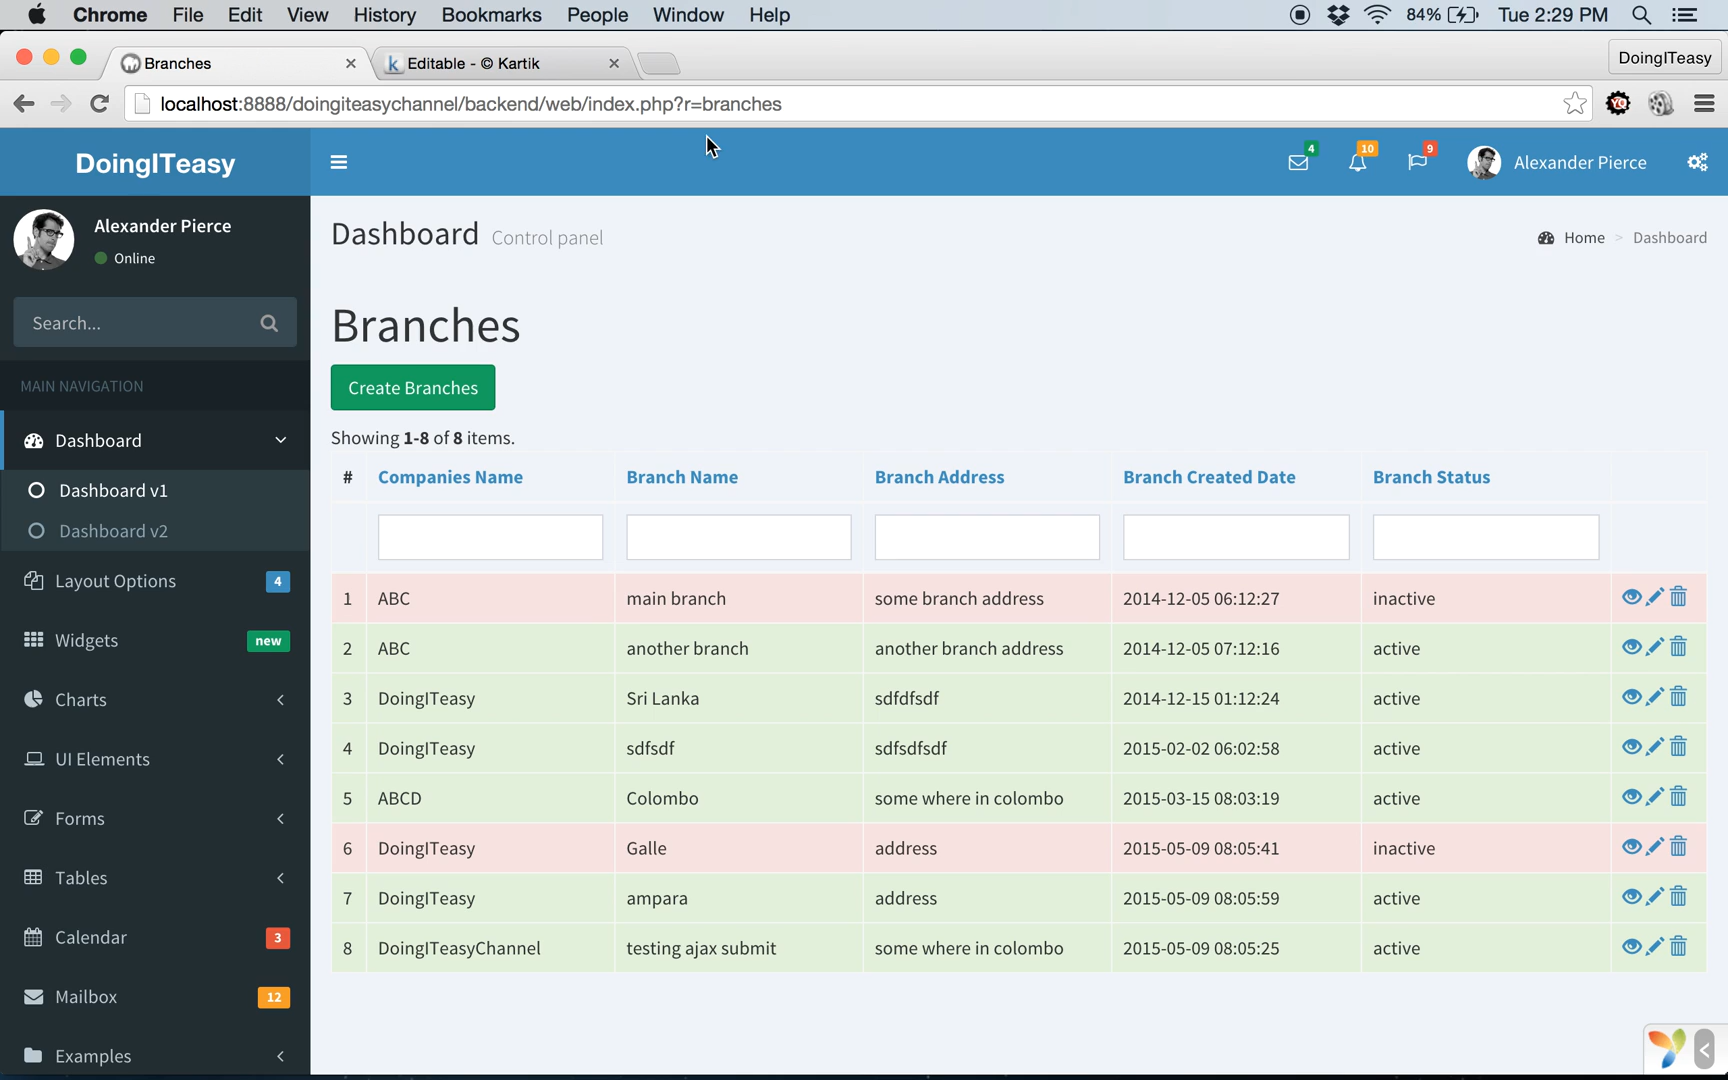 Chrome File Edit View History Bookmarks People Window Help 84% Tue 2:29 PM
Branches Editable - © Kartik DoingITeasy
localhost:8888/doingiteasychannel/backend/web/index.php?r=branches
DoingITeasy 4 10 9 Alexander Pierce
Alexander Pierce
Online
Search...
MAIN NAVIGATION
Dashboard
Dashboard v1
Dashboard v2
Layout Options 4
Widgets new
Charts
UI Elements
Forms
Tables
Calendar 3
Mailbox 12
Examples
Dashboard Control panel Home > Dashboard
Branches
Create Branches
Showing 1-8 of 8 items.
# Companies Name Branch Name Branch Address Branch Created Date Branch Status
1 ABC main branch some branch address 2014-12-05 06:12:27 inactive
2 ABC another branch another branch address 2014-12-05 07:12:16 active
3 DoingITeasy Sri Lanka sdfdfsdf 2014-12-15 01:12:24 active
4 DoingITeasy sdfsdf sdfsdfsdf 2015-02-02 06:02:58 active
5 ABCD Colombo some where in colombo 2015-03-15 08:03:19 active
6 DoingITeasy Galle address 2015-05-09 08:05:41 inactive
7 DoingITeasy ampara address 2015-05-09 08:05:59 active
8 DoingITeasyChannel testing ajax submit some where in colombo 2015-05-09 08:05:25 active